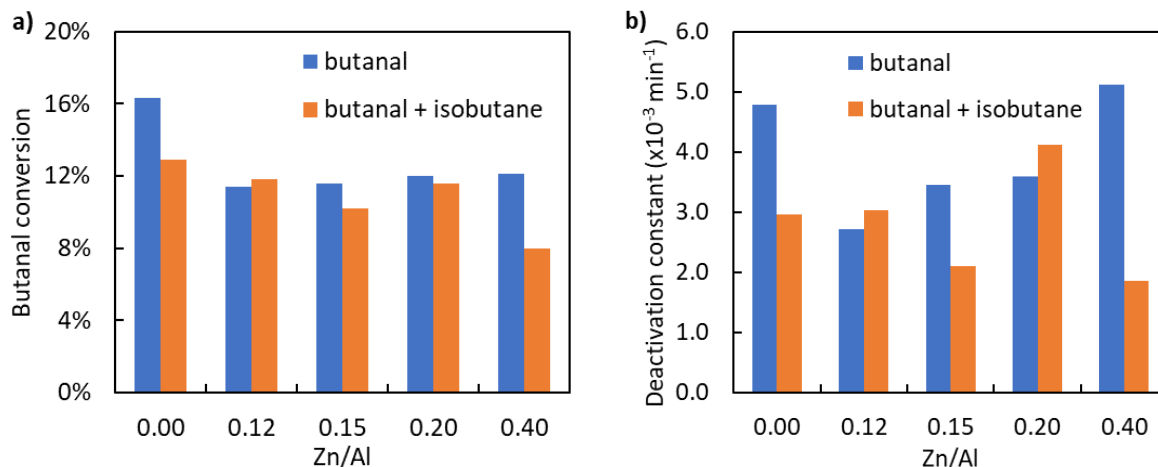 a)
20%
16%
12%
8%
4%
0%
Butanal conversion
butanal
butanal + isobutane
0.00 0.12 0.15 0.20 0.40
Zn/Al
b)
6.0
5.0
4.0
3.0
2.0
1.0
0.0
Deactivation constant (x10⁻³ min⁻¹)
butanal
butanal + isobutane
0.00 0.12 0.15 0.20 0.40
Zn/Al